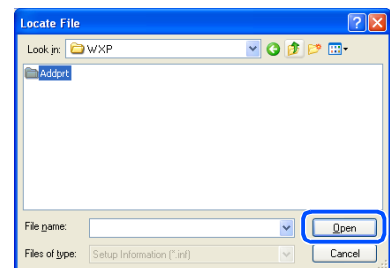 Locate File
Look in: WXP
Addprt
File name: Open
Files of type: Setup Information (*.inf) Cancel